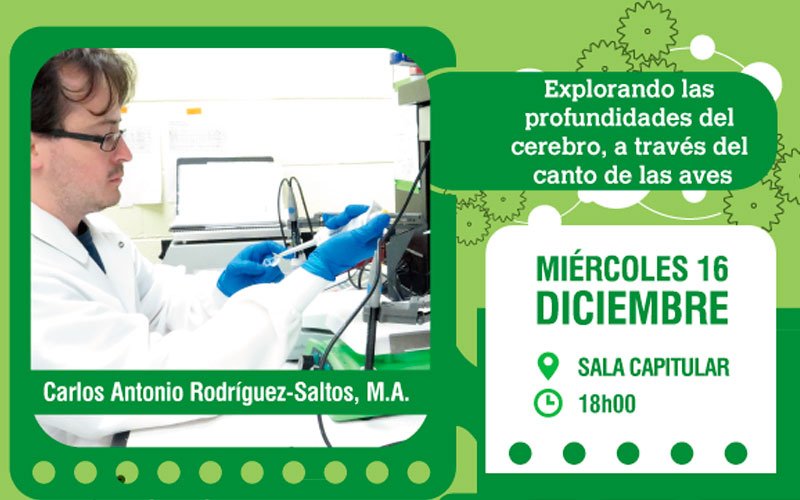 Explorando las
profundidades del
cerebro, a través del
canto de las aves
MIÉRCOLES 16
DICIEMBRE
SALA CAPITULAR
18h00
Carlos Antonio Rodríguez-Saltos, M.A.